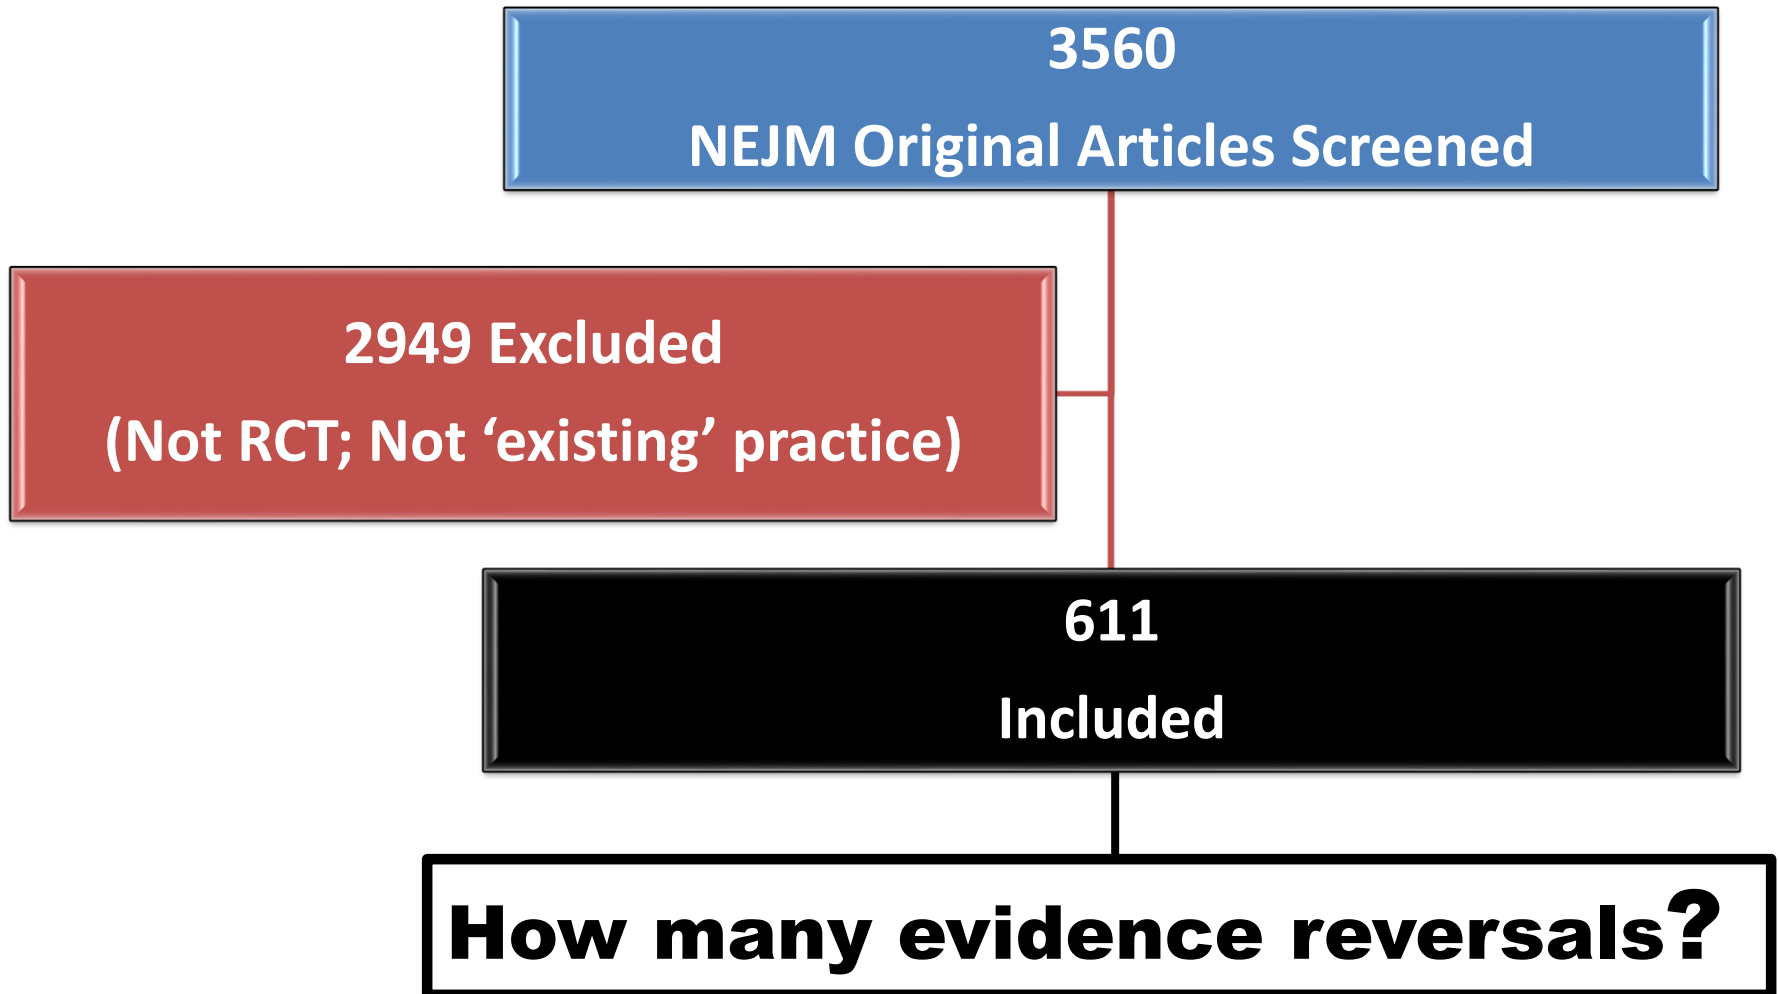 3560
NEJM Original Articles Screened
2949 Excluded
(Not RCT; Not ‘existing’ practice)
611
Included
How many evidence reversals?